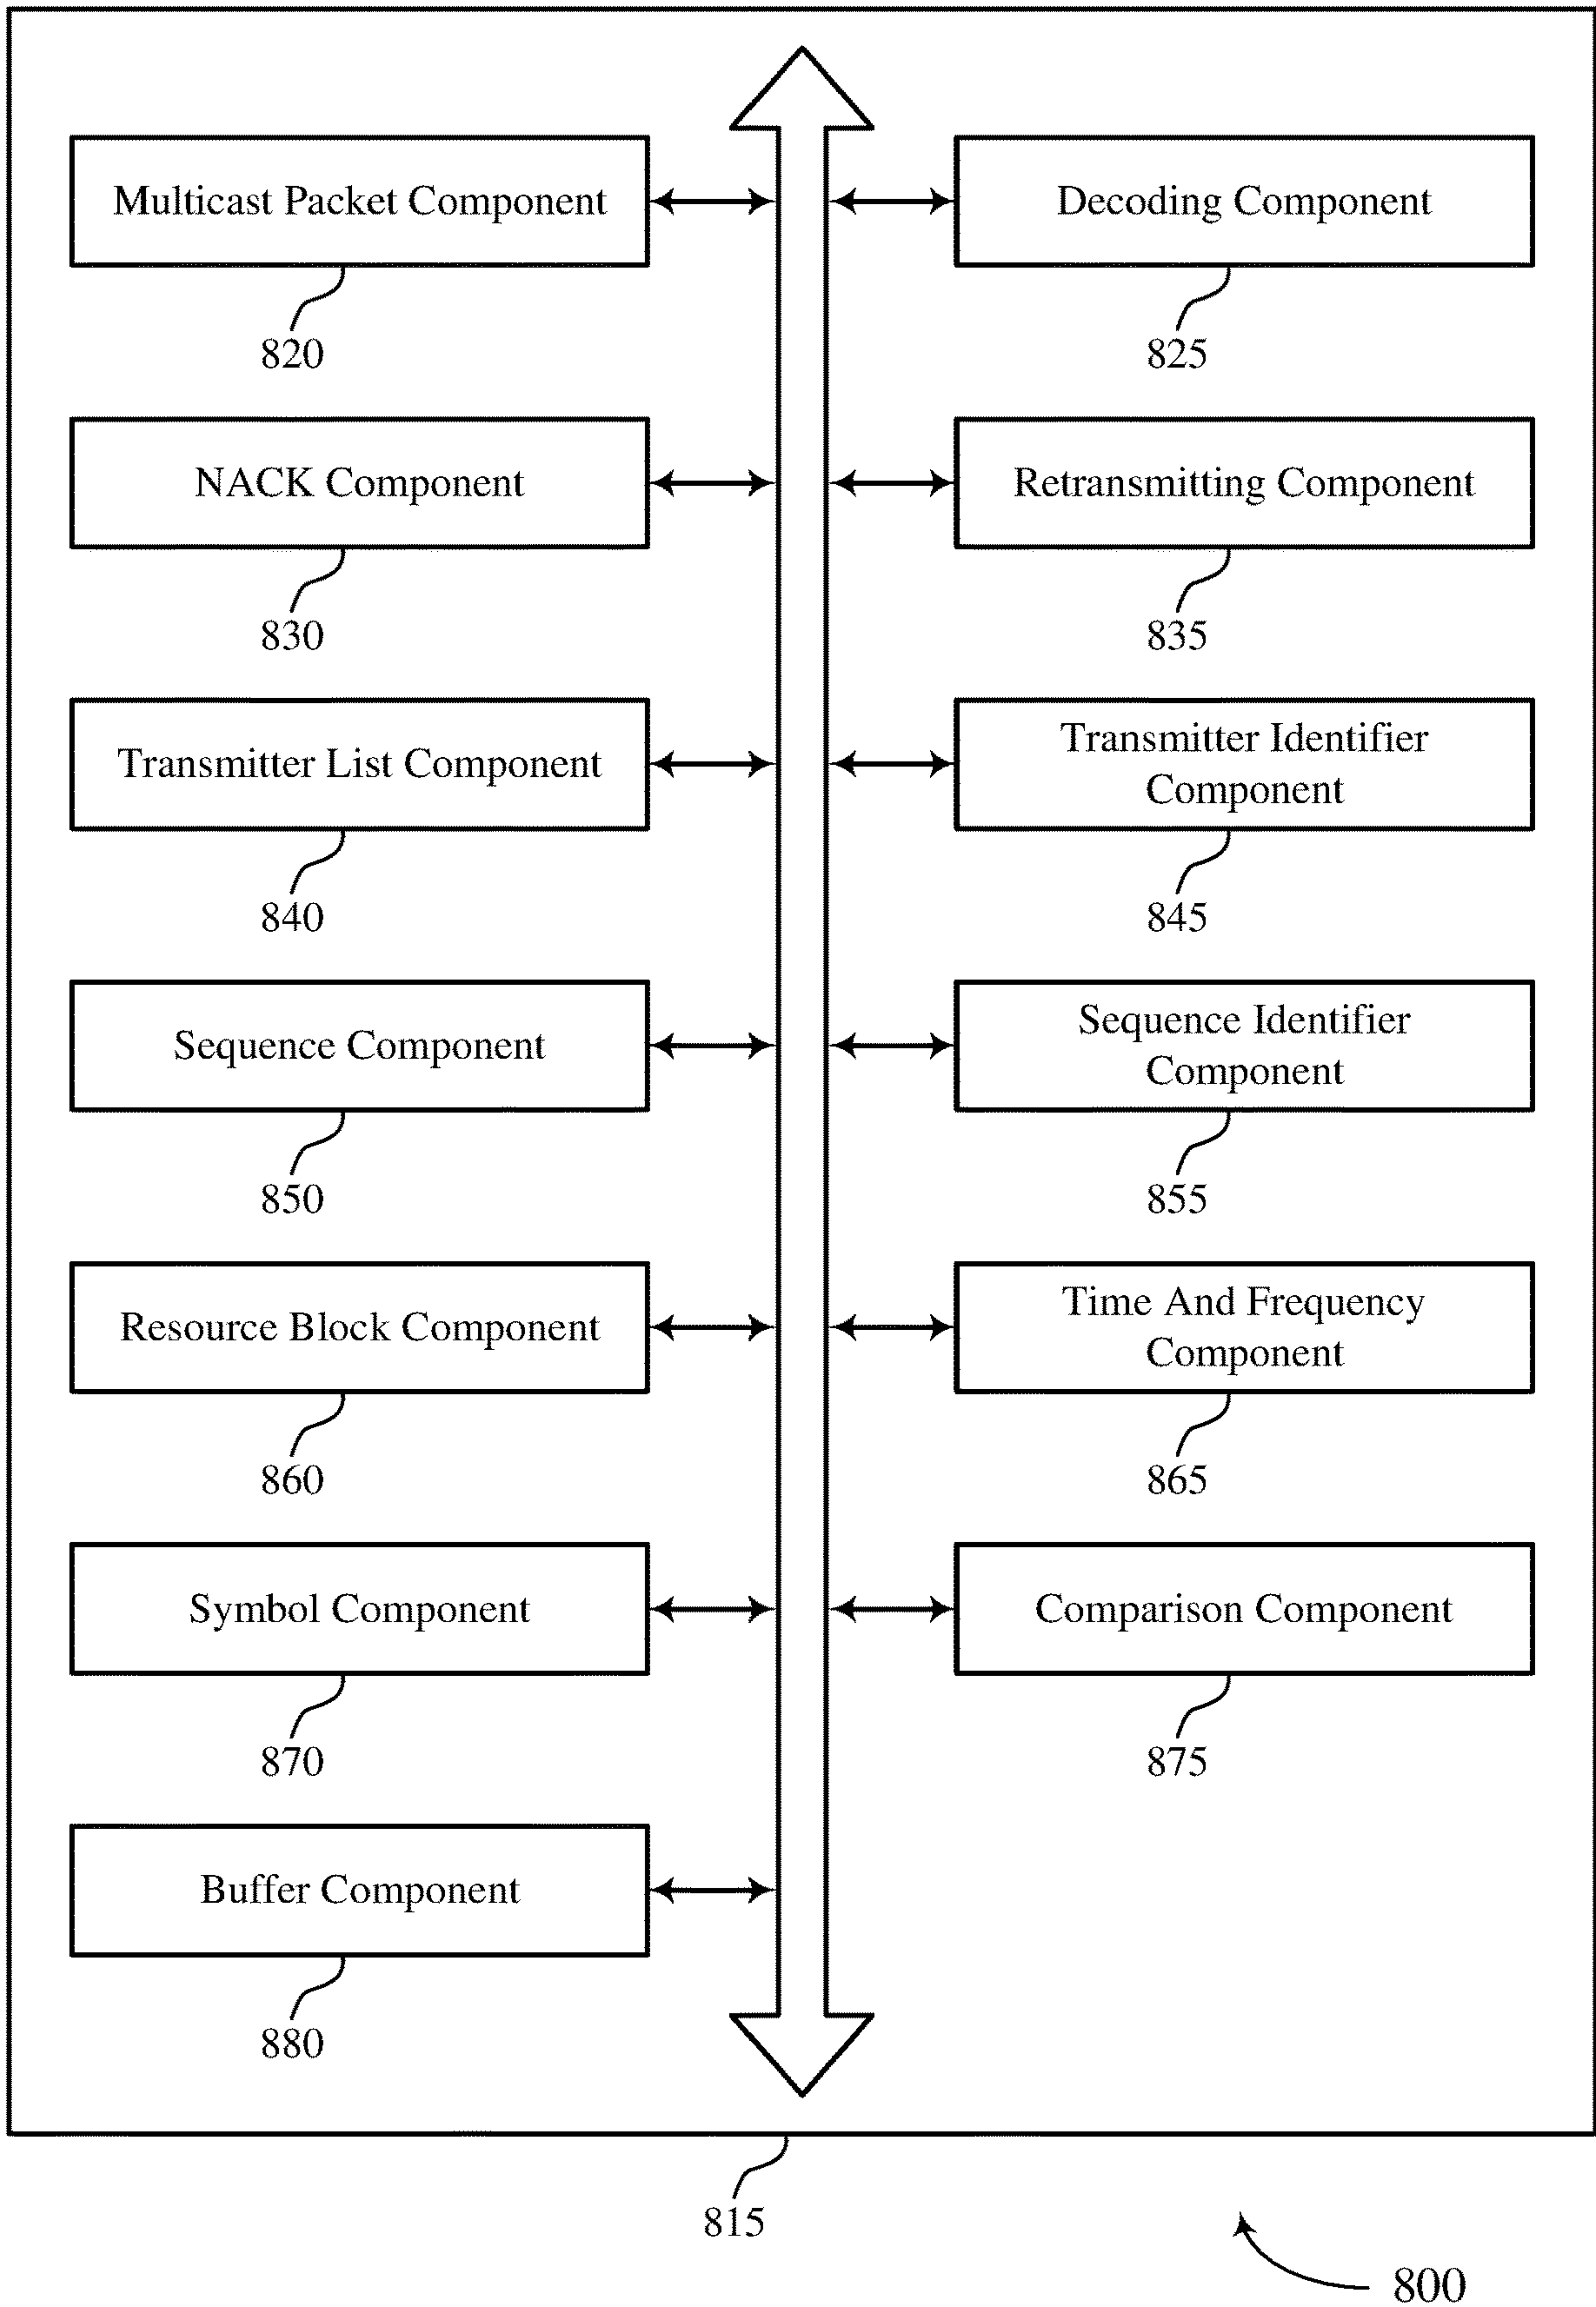 Multicast Packet Component
Decoding Component
820
825
NACK Component
Retransmitting Component
830
835
Transmitter List Component
Transmitter Identifier
Component
840
845
Sequence Component
Sequence Identifier
Component
850
855
Resource Block Component
Time And Frequency
Component
860
865
Symbol Component
Comparison Component
870
875
Buffer Component
880
815
800